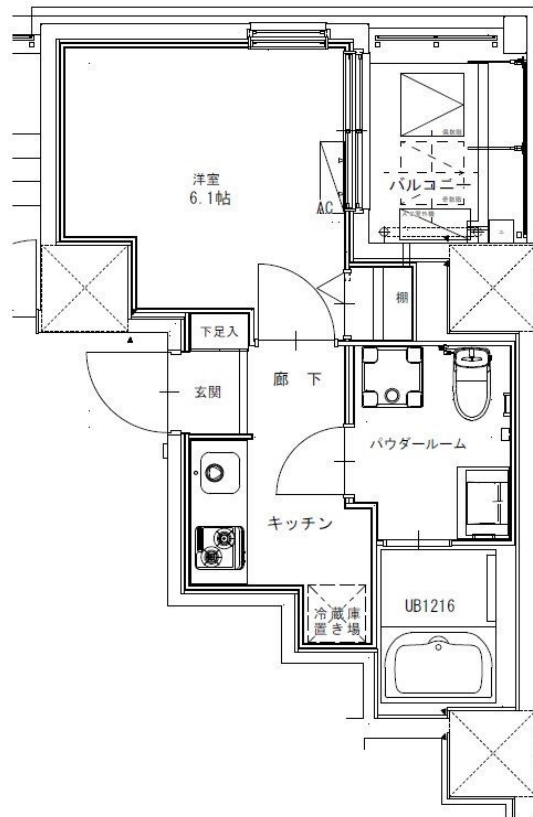 洋室
6.1帖
AC
バルコニー
棚
下足入
玄関
廊 下
パウダールーム
キッチン
冷蔵庫
置き場
UB1216